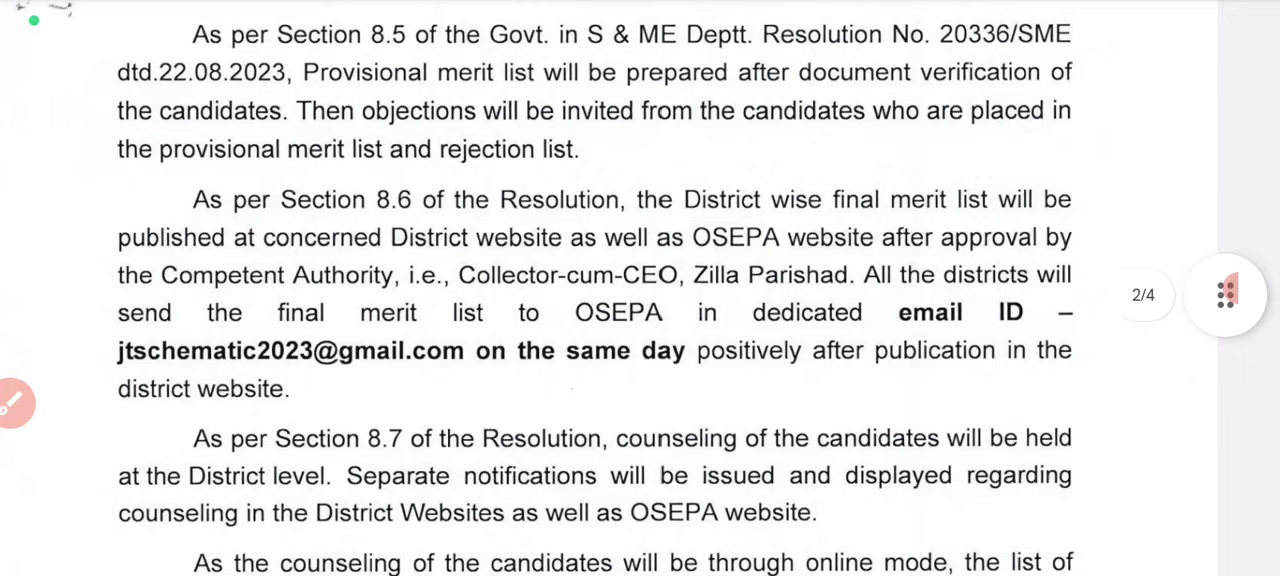 As per Section 8.5 of the Govt. in S & ME Deptt. Resolution No. 20336/SME
dtd.22.08.2023, Provisional merit list will be prepared after document verification of
the candidates. Then objections will be invited from the candidates who are placed in
the provisional merit list and rejection list.
As per Section 8.6 of the Resolution, the District wise final merit list will be
published at concerned District website as well as OSEPA website after approval by
the Competent Authority, i.e., Collector-cum-CEO, Zilla Parishad. All the districts will
send the final merit list to OSEPA in dedicated email ID –
jtschematic2023@gmail.com on the same day positively after publication in the
district website.
2/4
As per Section 8.7 of the Resolution, counseling of the candidates will be held
at the District level. Separate notifications will be issued and displayed regarding
counseling in the District Websites as well as OSEPA website.
As the counseling of the candidates will be through online mode, the list of